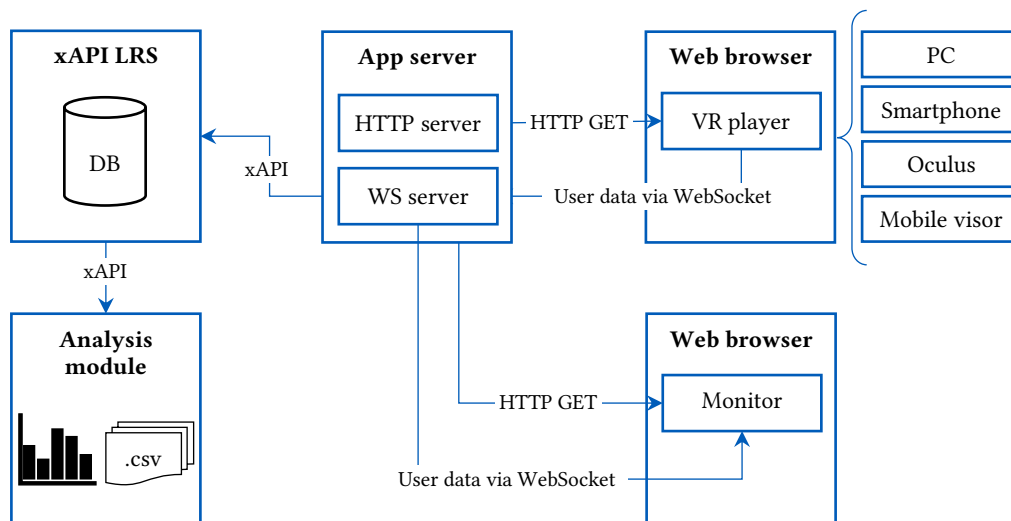 xAPI LRS
DB
xAPI
App server
HTTP server
WS server
HTTP GET
User data via WebSocket
Web browser
VR player
PC
Smartphone
Oculus
Mobile visor
xAPI
Analysis
module
.csv
HTTP GET
User data via WebSocket
Web browser
Monitor